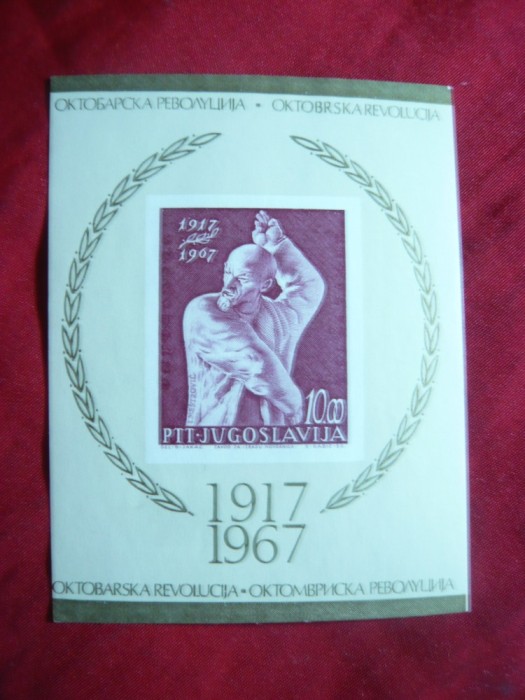 ОКТОБАРСКА РЕВОЛУЦИЈА • OKTOBRSKA REVOLUCIJA
1917
1967
10.00
PTT·JUGOSLAVIJA
1917
1967
OKTOBARSKA REVOLUCIJA • ОКТОМВРИСКА РЕВОЛУЦИЈА